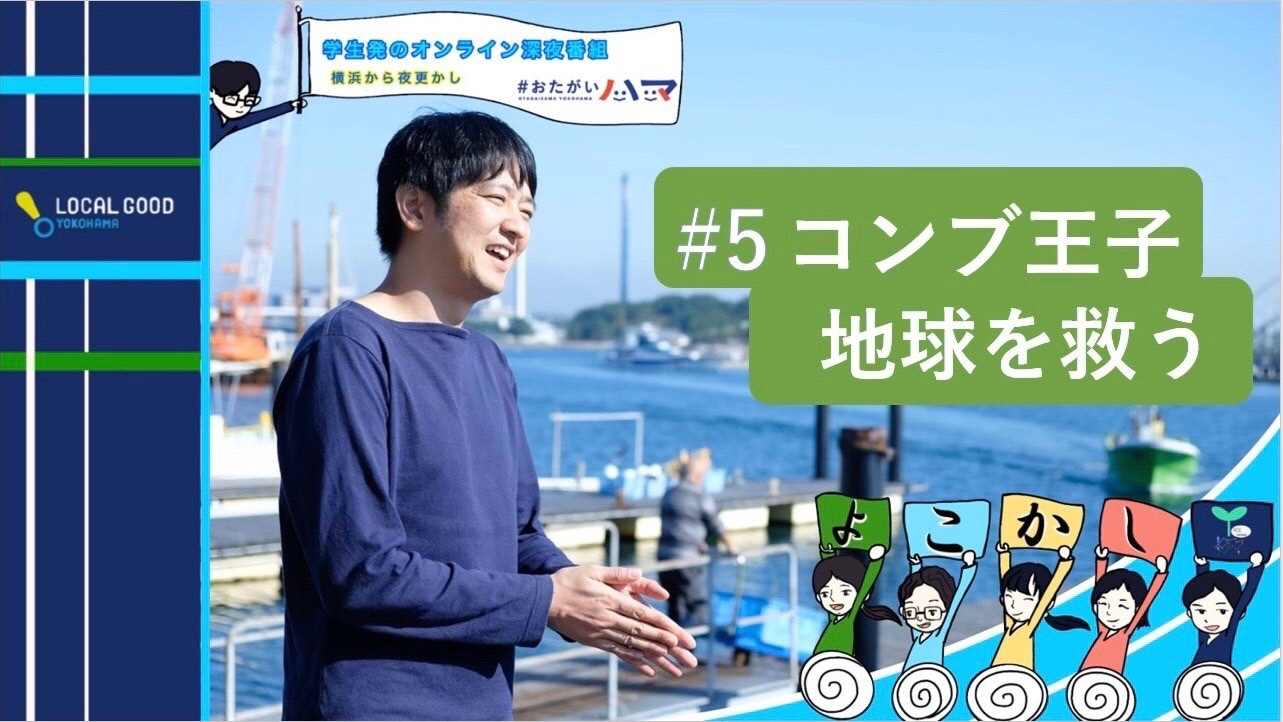 学生発のオンライン深夜番組
横浜から夜更かし
#おたがいハマ
OTAGAISAMA YOKOHAMA
LOCAL GOOD
YOKOHAMA
#5 コンブ王子
地球を救う
よこかし